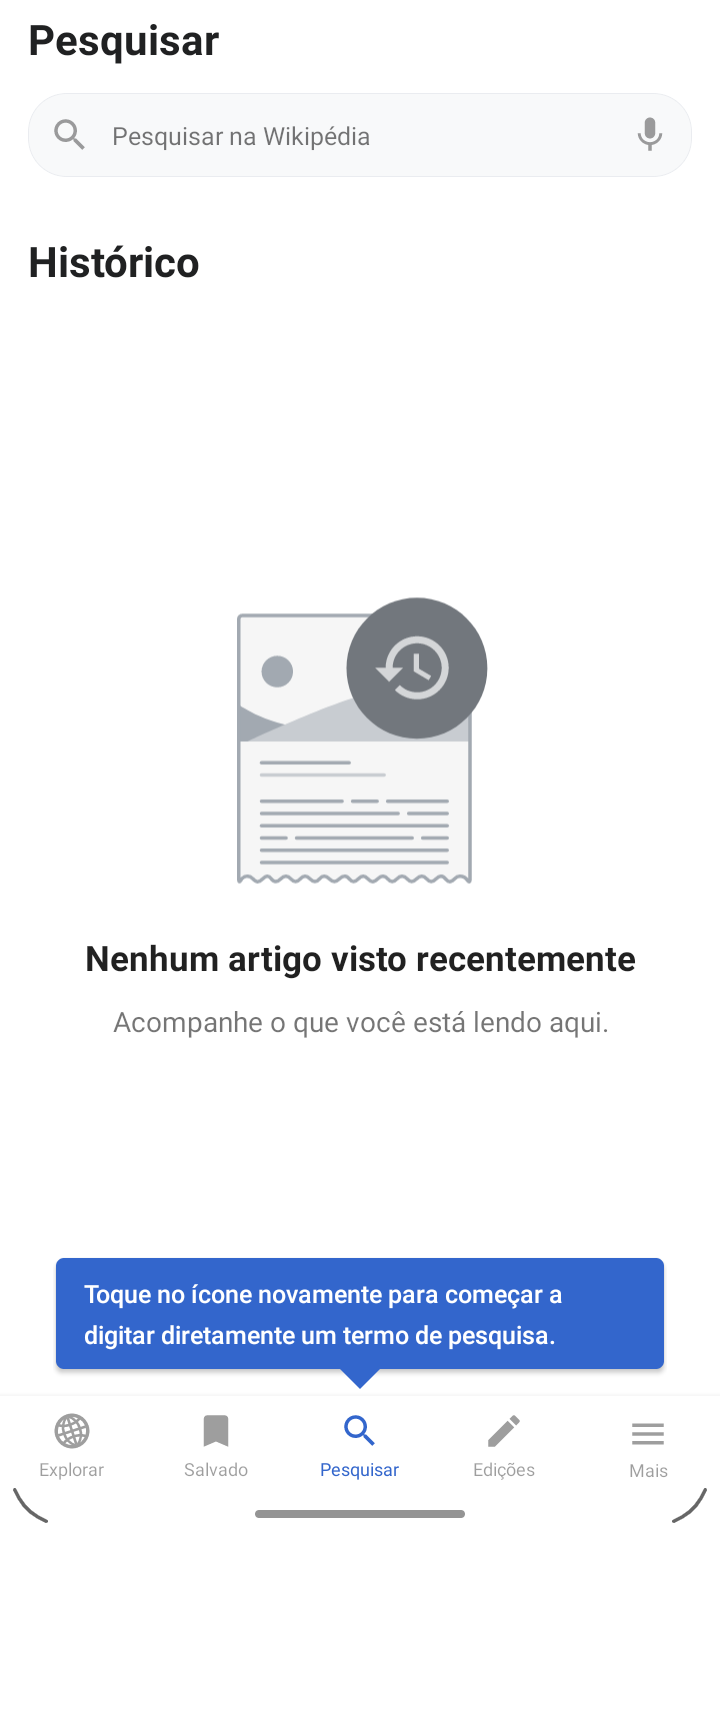 Pesquisar
Pesquisar na Wikipédia
Histórico
Nenhum artigo visto recentemente
Acompanhe o que você está lendo aqui.
Toque no ícone novamente para começar a
digitar diretamente um termo de pesquisa.
Explorar
Salvado
Pesquisar
Edições
Mais